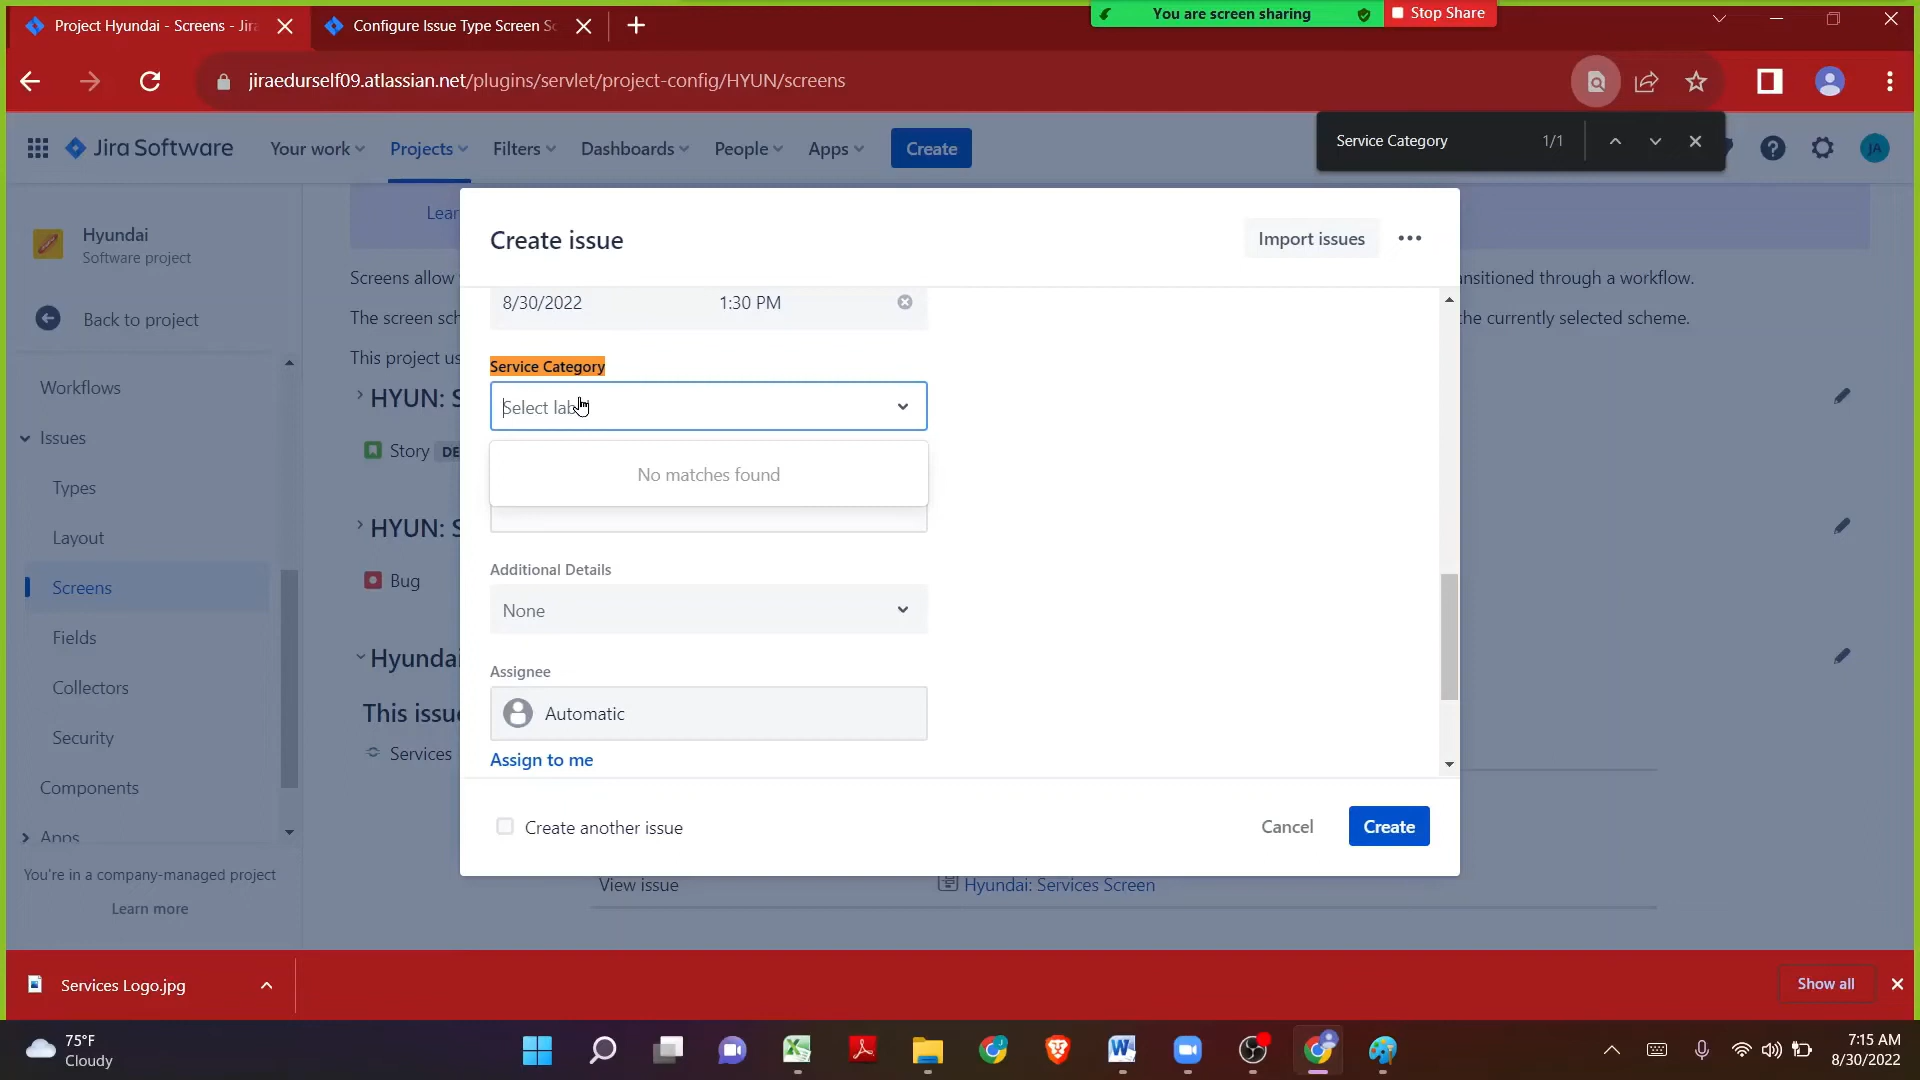 Project Hyundai - Screens - Jira
Configure Issue Type Screen Sc
You are screen sharing
Stop Share
jiraedurself09.atlassian.net/plugins/servlet/project-config/HYUN/screens
Service Category
1/1
Jira Software
Your work
Projects
Filters
Dashboards
People
Apps
Create
JA
Hyundai
Software project
Back to project
Workflows
Issues
Types
Layout
Screens
Fields
Collectors
Security
Components
Apps
You're in a company-managed project
Learn more
Lear
Screens allow
ansitioned through a workflow.
The screen sch
the currently selected scheme.
This project us
HYUN: S
Story DE
HYUN: S
Bug
Hyundai
This issue
Services
Create issue
Import issues
8/30/2022
1:30 PM
Service Category
Select lab
No matches found
Additional Details
None
Assignee
Automatic
Assign to me
Create another issue
Cancel
Create
View issue
Hyundai: Services Screen
Services Logo.jpg
Show all
75°F
Cloudy
7:15 AM
8/30/2022